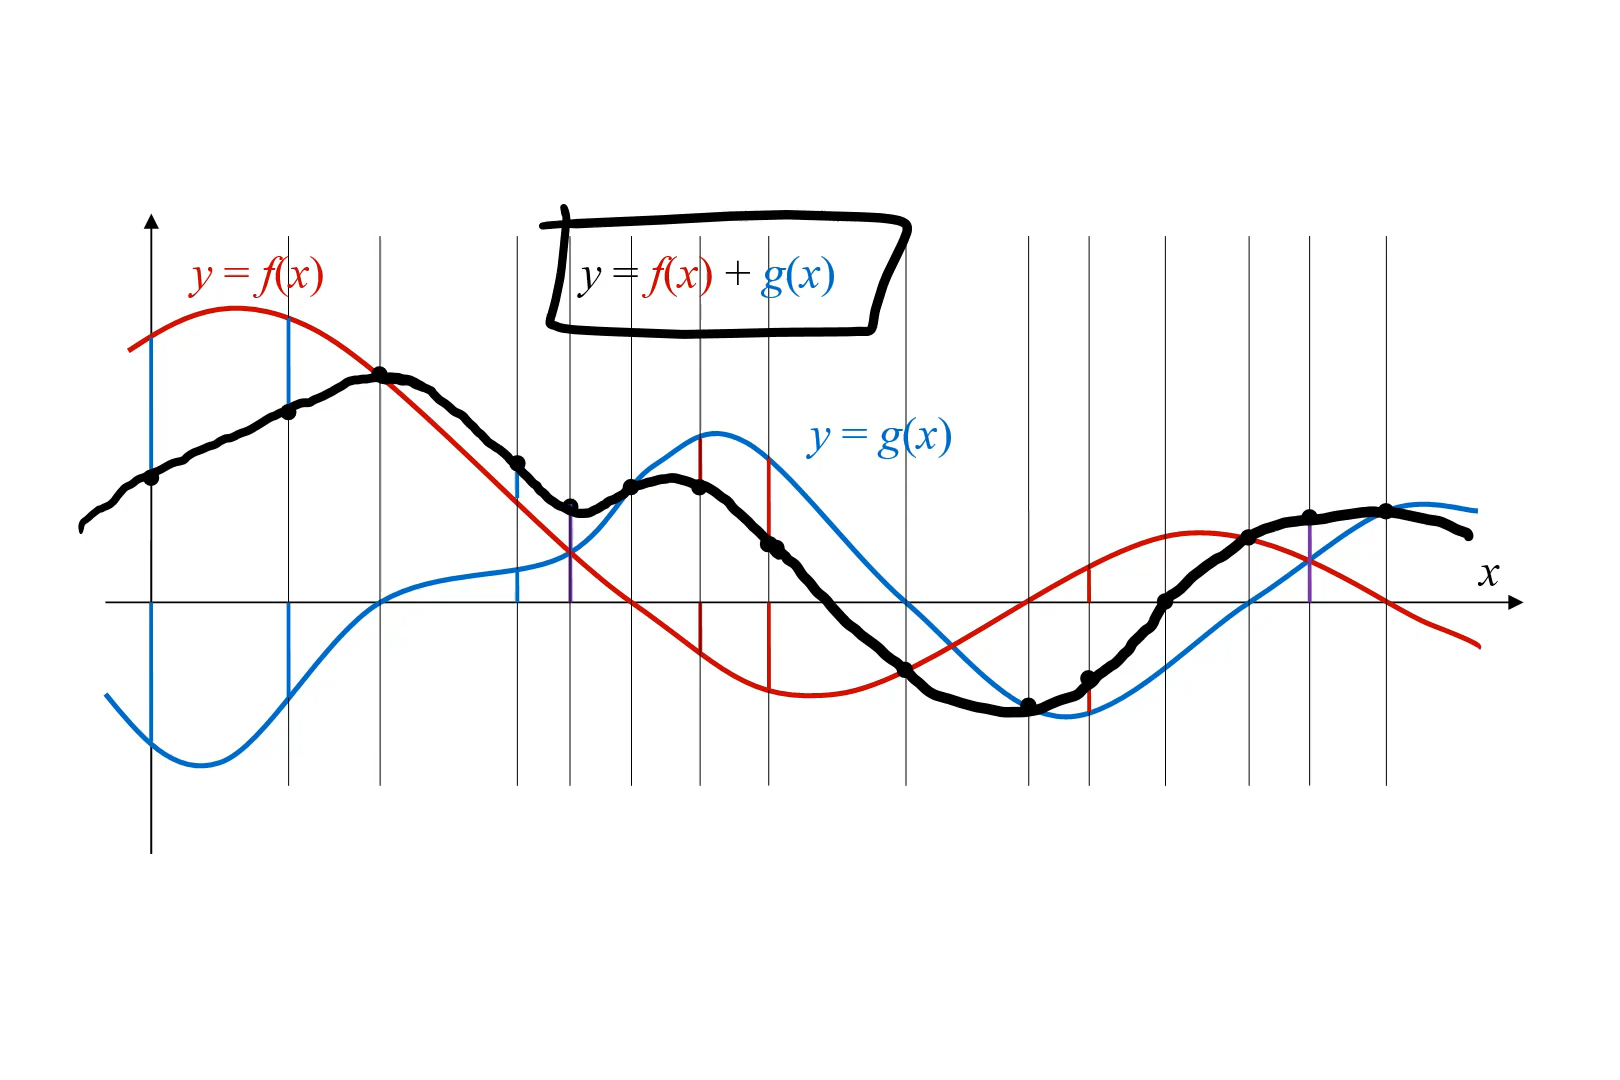 y = f(x)
y = f(x) + g(x)
y = g(x)
x